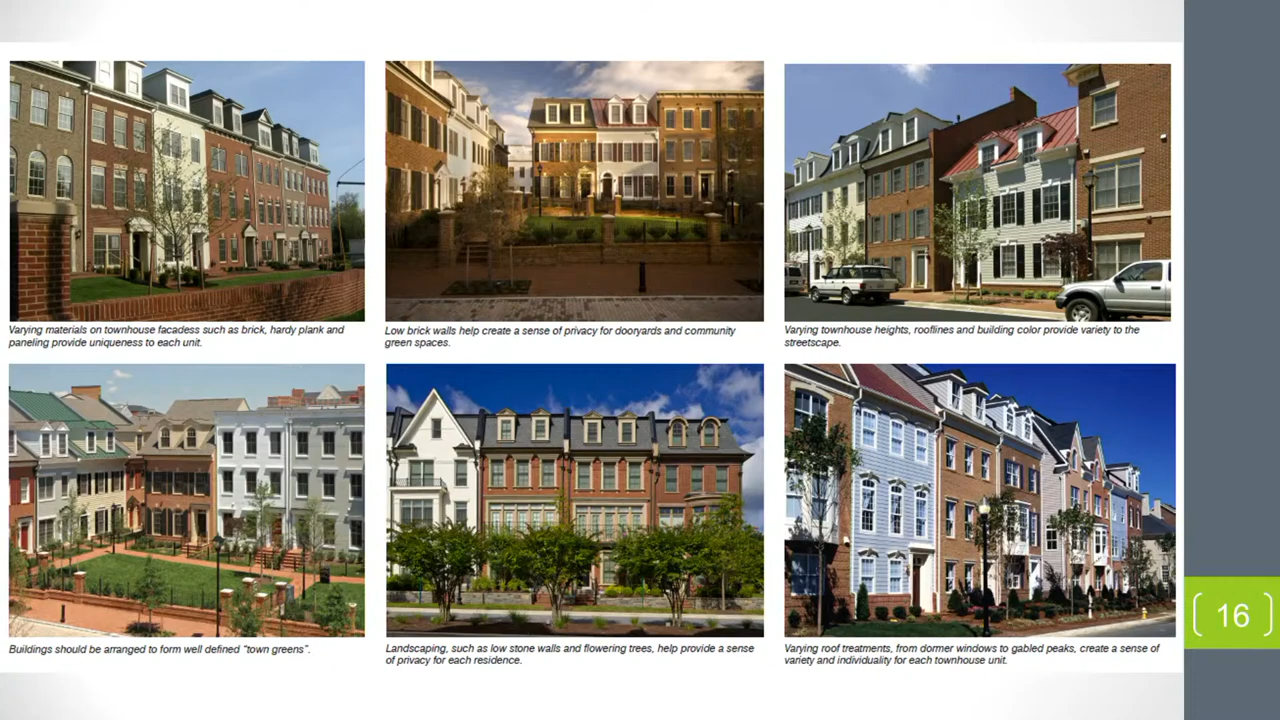 Varying materials on townhouse facadess such as brick, hardy plank and
paneling provide uniqueness to each unit.
Low brick walls help create a sense of privacy for dooryards and community
green spaces.
Varying townhouse heights, rooflines and building color provide variety to the
streetscape.
Buildings should be arranged to form well defined “town greens”.
Landscaping, such as low stone walls and flowering trees, help provide a sense
of privacy for each residence.
Varying roof treatments, from dormer windows to gabled peaks, create a sense of
variety and individuality for each townhouse unit.
16